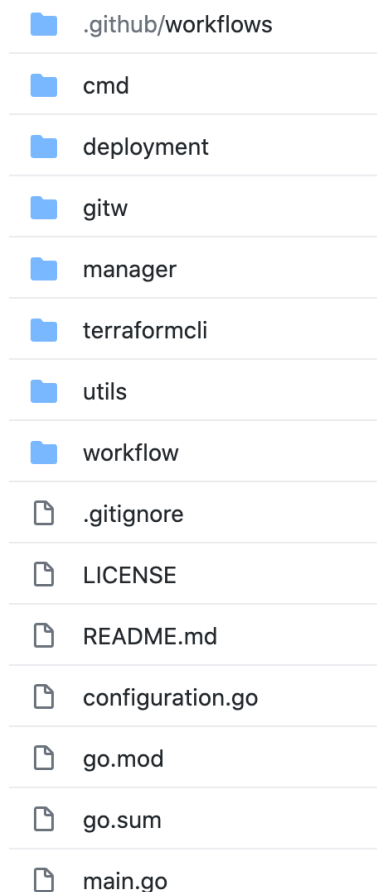 .github/workflows
cmd
deployment
gitw
manager
terraformcli
utils
workflow
.gitignore
LICENSE
README.md
configuration.go
go.mod
go.sum
main.go